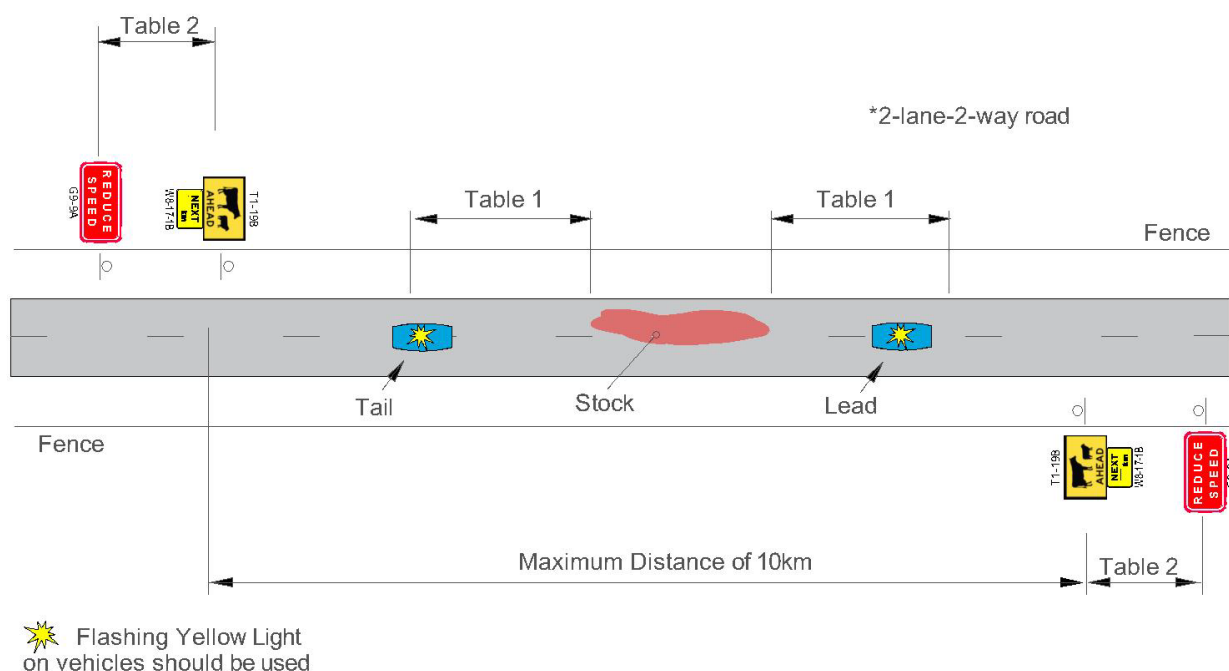 Table 2
*2-lane-2-way road
REDUCE
SPEED
G9-9A
NEXT
km
W8-17-1B
AHEAD
T1-19B
Table 1
Table 1
Fence
Tail
Stock
Lead
Fence
T1-19B
AHEAD
NEXT
km
W8-17-1B
REDUCE
SPEED
Maximum Distance of 10km
Table 2
Flashing Yellow Light
on vehicles should be used